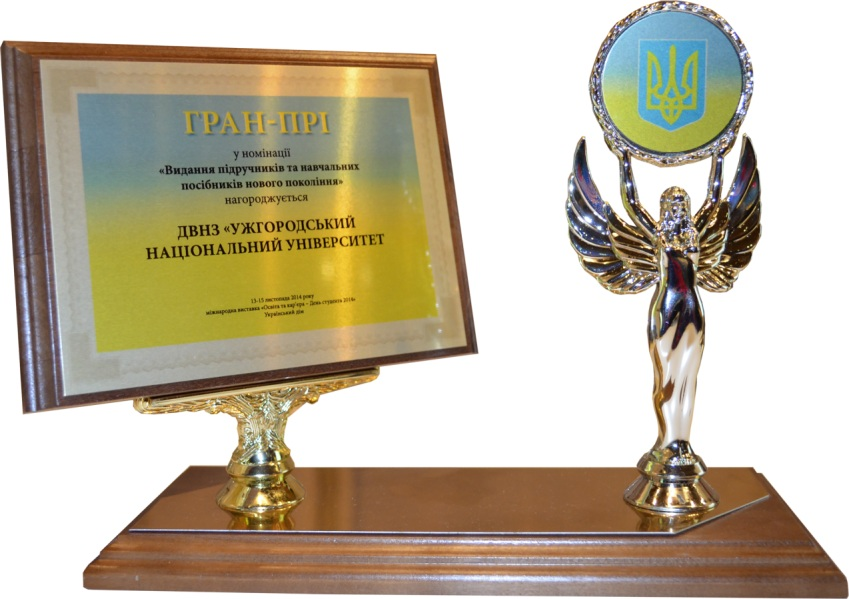 ГРАН-ПРІ
у номінації
«Видання підручників та навчальних
посібників нового покоління»
нагороджується
ДВНЗ «УЖГОРОДСЬКИЙ
НАЦІОНАЛЬНИЙ УНІВЕРСИТЕТ
13-15 листопада 2014 року
міжнародна виставка «Освіта та кар'єра – День студента 2014»
Український дім